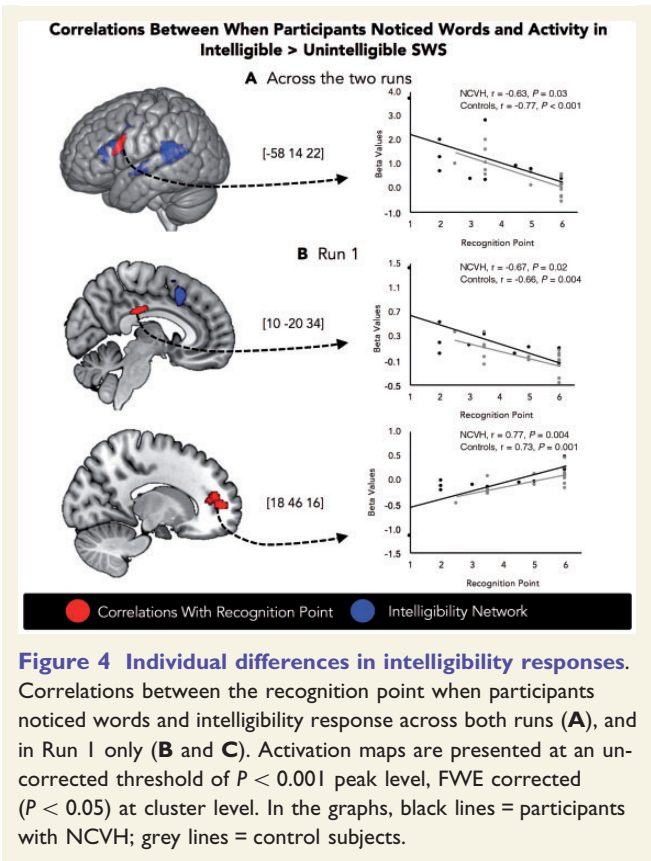 Correlations Between When Participants Noticed Words and Activity in
Intelligible > Unintelligible SWS
A Across the two runs
[-58 14 22]
NCVH, r = -0.63, P = 0.03
Controls, r = -0.77, P < 0.001
Beta Values
4.0
3.0
2.0
1.0
0.0
-1.0
1 2 3 4 5 6
Recognition Point
B Run 1
[10 -20 34]
NCVH, r = -0.67, P = 0.02
Controls, r = -0.66, P = 0.004
Beta Values
1.5
1.1
0.7
0.3
-0.1
-0.5
1 2 3 4 5 6
Recognition Point
[18 46 16]
NCVH, r = 0.77, P = 0.004
Controls, r = 0.73, P = 0.001
Beta Values
1.0
0.5
0.0
-0.5
-1.0
-1.5
1 2 3 4 5 6
Recognition Point
Correlations With Recognition Point Intelligibility Network
Figure 4 Individual differences in intelligibility responses.
Correlations between the recognition point when participants
noticed words and intelligibility response across both runs (A), and
in Run 1 only (B and C). Activation maps are presented at an un-
corrected threshold of P < 0.001 peak level, FWE corrected
(P < 0.05) at cluster level. In the graphs, black lines = participants
with NCVH; grey lines = control subjects.